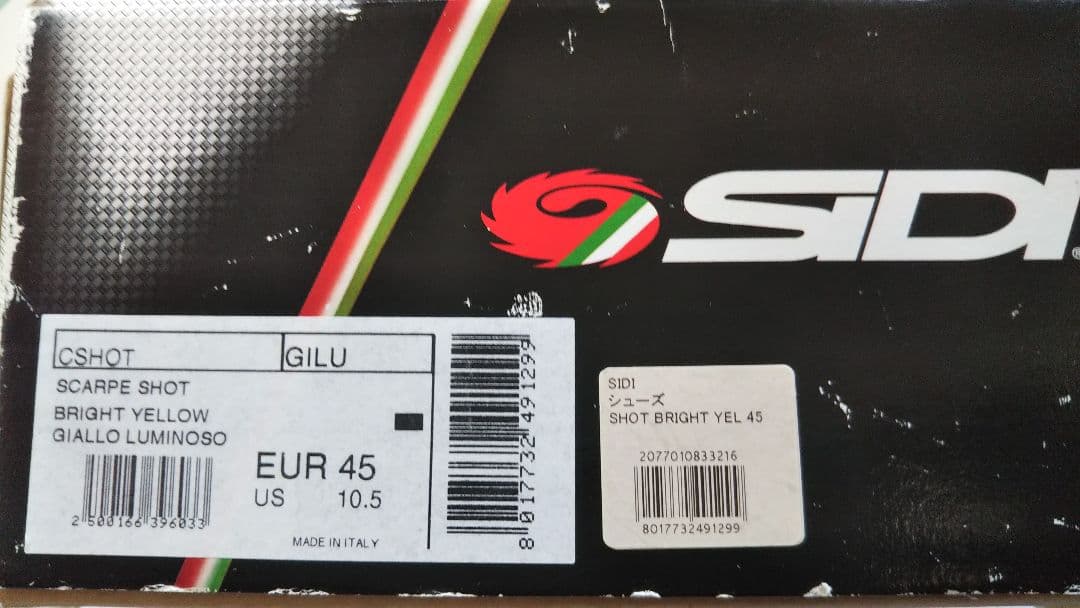 SIDI
CSHOT GILU
SCARPE SHOT
BRIGHT YELLOW
GIALLO LUMINOSO
EUR 45
US 10.5
2 500166 396033
MADE IN ITALY
8 017732 491299
SIDI
シューズ
SHOT BRIGHT YEL 45
2077010833216
8017732491299